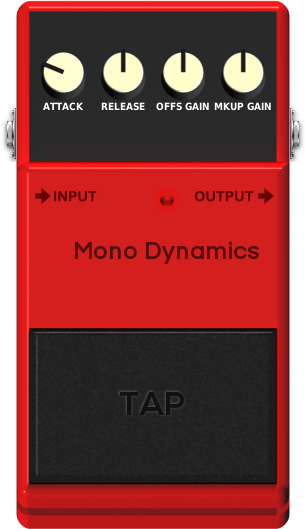 ATTACK RELEASE OFFS GAIN MKUP GAIN
INPUT OUTPUT
Mono Dynamics
TAP